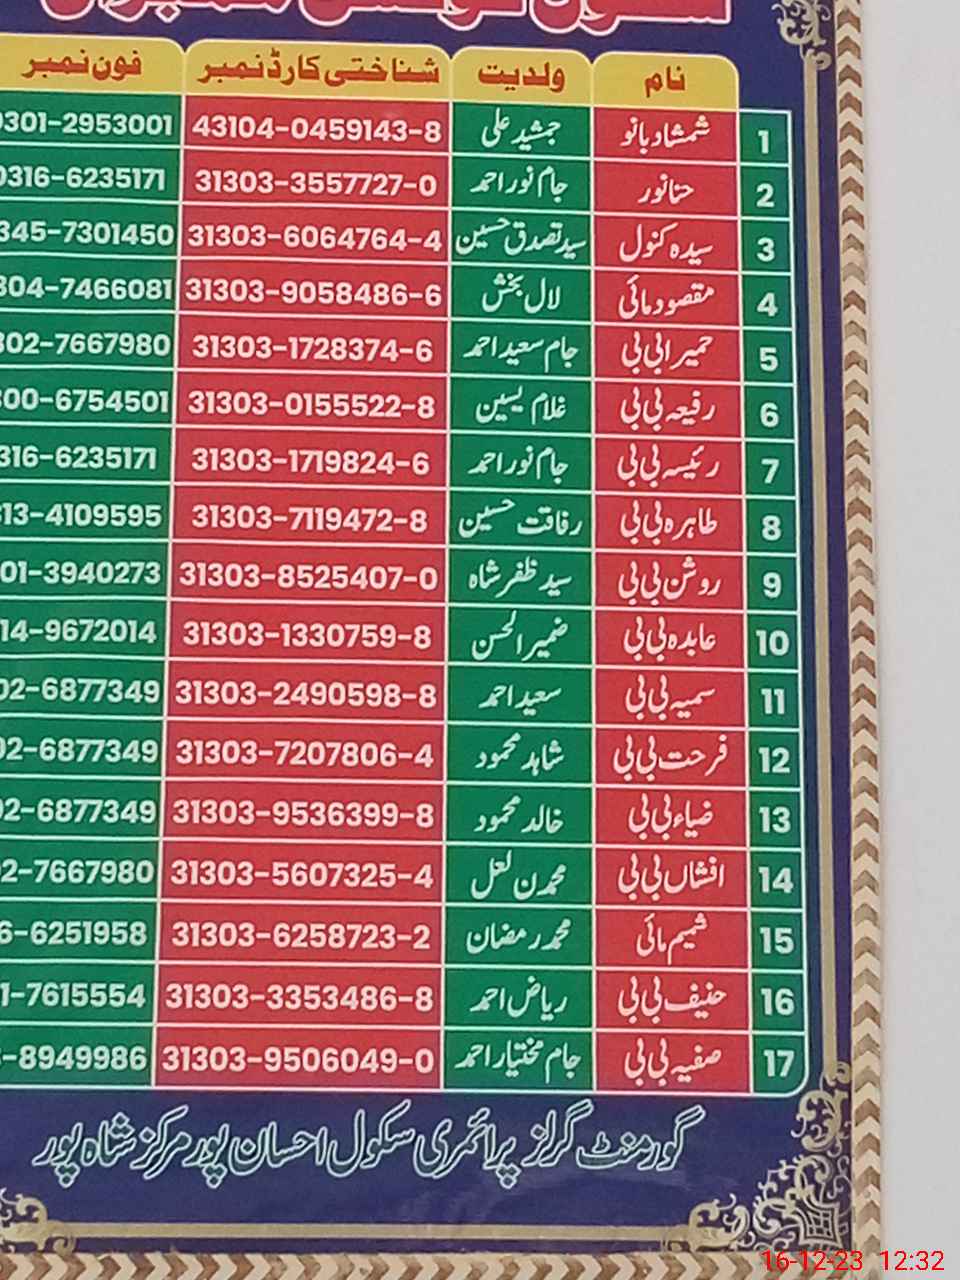 نام ولدیت شناختی کارڈ نمبر فون نمبر
1 شمشاد بانو جمشید علی 43104-0459143-8 0301-2953001
2 حنا نور جام نور احمد 31303-3557727-0 0316-6235171
3 سیدہ کنول سید تصدق حسین 31303-6064764-4 345-7301450
4 مقصود مائی لال بخش 31303-9058486-6 304-7466081
5 حمیرا بی بی جام سعید احمد 31303-1728374-6 302-7667980
6 رفیعہ بی بی غلام یسین 31303-0155522-8 300-6754501
7 رئیسہ بی بی جام نور احمد 31303-1719824-6 316-6235171
8 طاہرہ بی بی رفاقت حسین 31303-7119472-8 313-4109595
9 روشن بی بی سید ظفر شاہ 31303-8525407-0 01-3940273
10 عابدہ بی بی ضمیر الحسن 31303-1330759-8 14-9672014
11 سمیہ بی بی سعید احمد 31303-2490598-8 02-6877349
12 فرحت بی بی شاہد محمود 31303-7207806-4 02-6877349
13 ضیاء بی بی خالد محمود 31303-9536399-8 02-6877349
14 افشاں بی بی 31303-5607325-4 2-7667980
15 شمیم مائی محمد رمضان 31303-6258723-2 6-6251958
16 حنیف بی بی ریاض احمد 31303-3353486-8 1-7615554
17 صفیہ بی بی جام مختیار احمد 31303-9506049-0 -8949986
گورمنٹ گرلز پرائمری سکول احسان پور مرکز شاہ پور
16-12-23 12:32